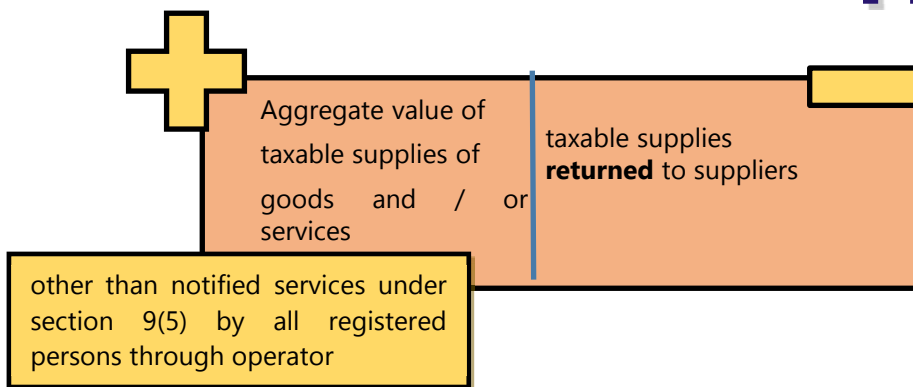 Aggregate value of
taxable supplies of
goods and / or
services
taxable supplies
returned to suppliers
other than notified services under
section 9(5) by all registered
persons through operator